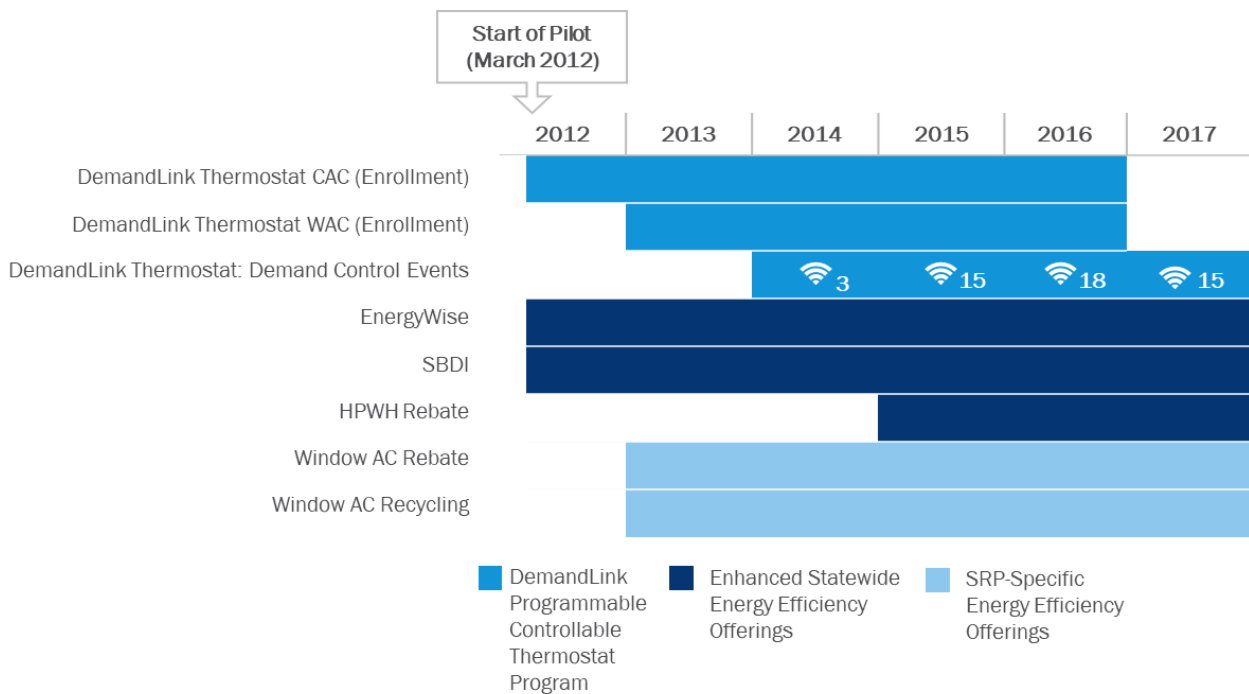 Start of Pilot
(March 2012)
2012 2013 2014 2015 2016 2017
DemandLink Thermostat CAC (Enrollment)
DemandLink Thermostat WAC (Enrollment)
DemandLink Thermostat: Demand Control Events 3 15 18 15
EnergyWise
SBDI
HPWH Rebate
Window AC Rebate
Window AC Recycling
DemandLink
Programmable
Controllable
Thermostat
Program
Enhanced Statewide
Energy Efficiency
Offerings
SRP-Specific
Energy Efficiency
Offerings